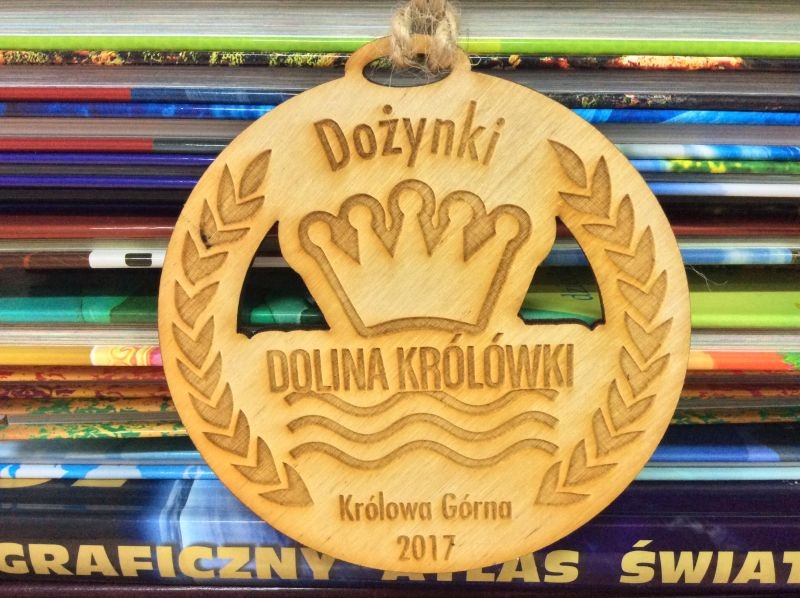 Dożynki
DOLINA KRÓLÓWKI
Królowa Górna
2017
GRAFICZNY ATLAS ŚWIAT